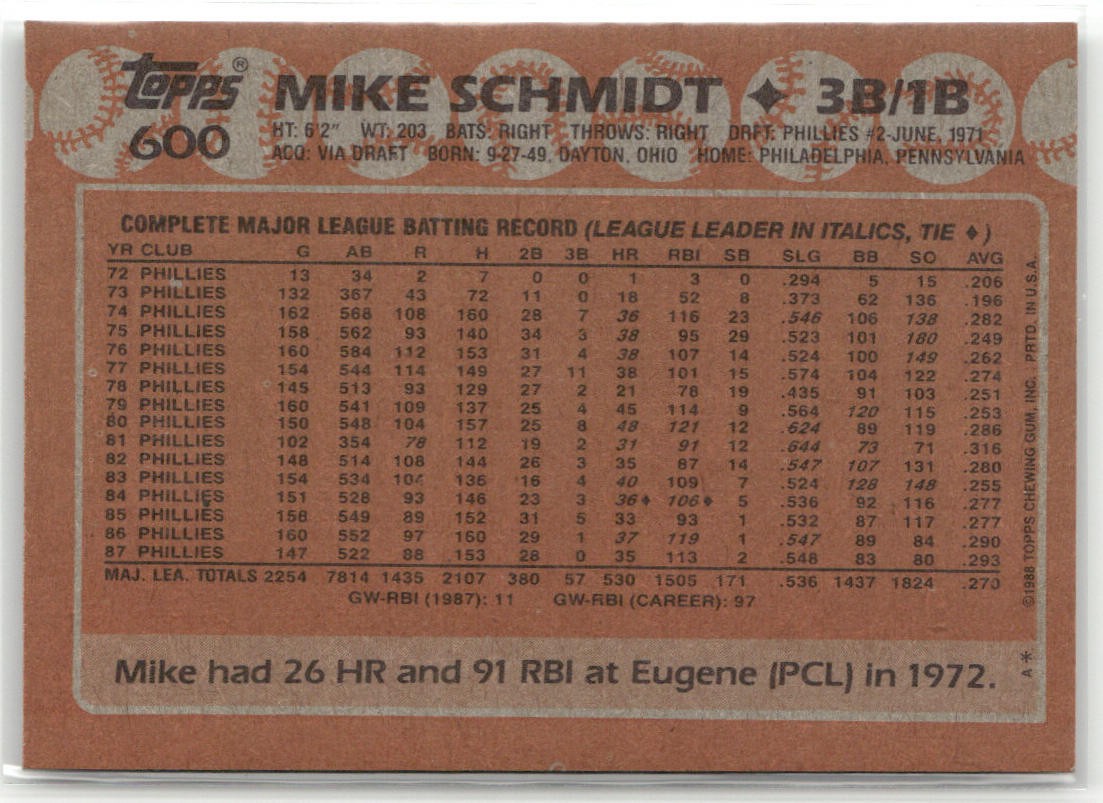 Topps® MIKE SCHMIDT ✦ 3B/1B
600 HT: 6'2" WT: 203 BATS: RIGHT THROWS: RIGHT DRFT: PHILLIES #2-JUNE, 1971
ACQ: VIA DRAFT BORN: 9-27-49, DAYTON, OHIO HOME: PHILADELPHIA, PENNSYLVANIA
COMPLETE MAJOR LEAGUE BATTING RECORD (LEAGUE LEADER IN ITALICS, TIE ♦)
YR CLUB G AB R H 2B 3B HR RBI SB SLG BB SO AVG
72 PHILLIES 13 34 2 7 0 0 1 3 0 .294 5 15 .206
73 PHILLIES 132 367 43 72 11 0 18 52 8 .373 62 136 .196
74 PHILLIES 162 568 108 160 28 7 36 116 23 .546 106 138 .282
75 PHILLIES 158 562 93 140 34 3 38 95 29 .523 101 180 .249
76 PHILLIES 160 584 112 153 31 4 38 107 14 .524 100 149 .262
77 PHILLIES 154 544 114 149 27 11 38 101 15 .574 104 122 .274
78 PHILLIES 145 513 93 129 27 2 21 78 19 .435 91 103 .251
79 PHILLIES 160 541 109 137 25 4 45 114 9 .564 120 115 .253
80 PHILLIES 150 548 104 157 25 8 48 121 12 .624 89 119 .286
81 PHILLIES 102 354 78 112 19 2 31 91 12 .644 73 71 .316
82 PHILLIES 148 514 108 144 26 3 35 87 14 .547 107 131 .280
83 PHILLIES 154 534 104 136 16 4 40 109 7 .524 128 148 .255
84 PHILLIES 151 528 93 146 23 3 36♦ 106♦ 5 .536 92 116 .277
85 PHILLIES 158 549 89 152 31 5 33 93 1 .532 87 117 .277
86 PHILLIES 160 552 97 160 29 1 37 119 1 .547 89 84 .290
87 PHILLIES 147 522 88 153 28 0 35 113 2 .548 83 80 .293
MAJ. LEA. TOTALS 2254 7814 1435 2107 380 57 530 1505 171 .536 1437 1824 .270
GW-RBI (1987): 11 GW-RBI (CAREER): 97
Mike had 26 HR and 91 RBI at Eugene (PCL) in 1972.
A* ©1988 TOPPS CHEWING GUM, INC. PRTD. IN U.S.A.